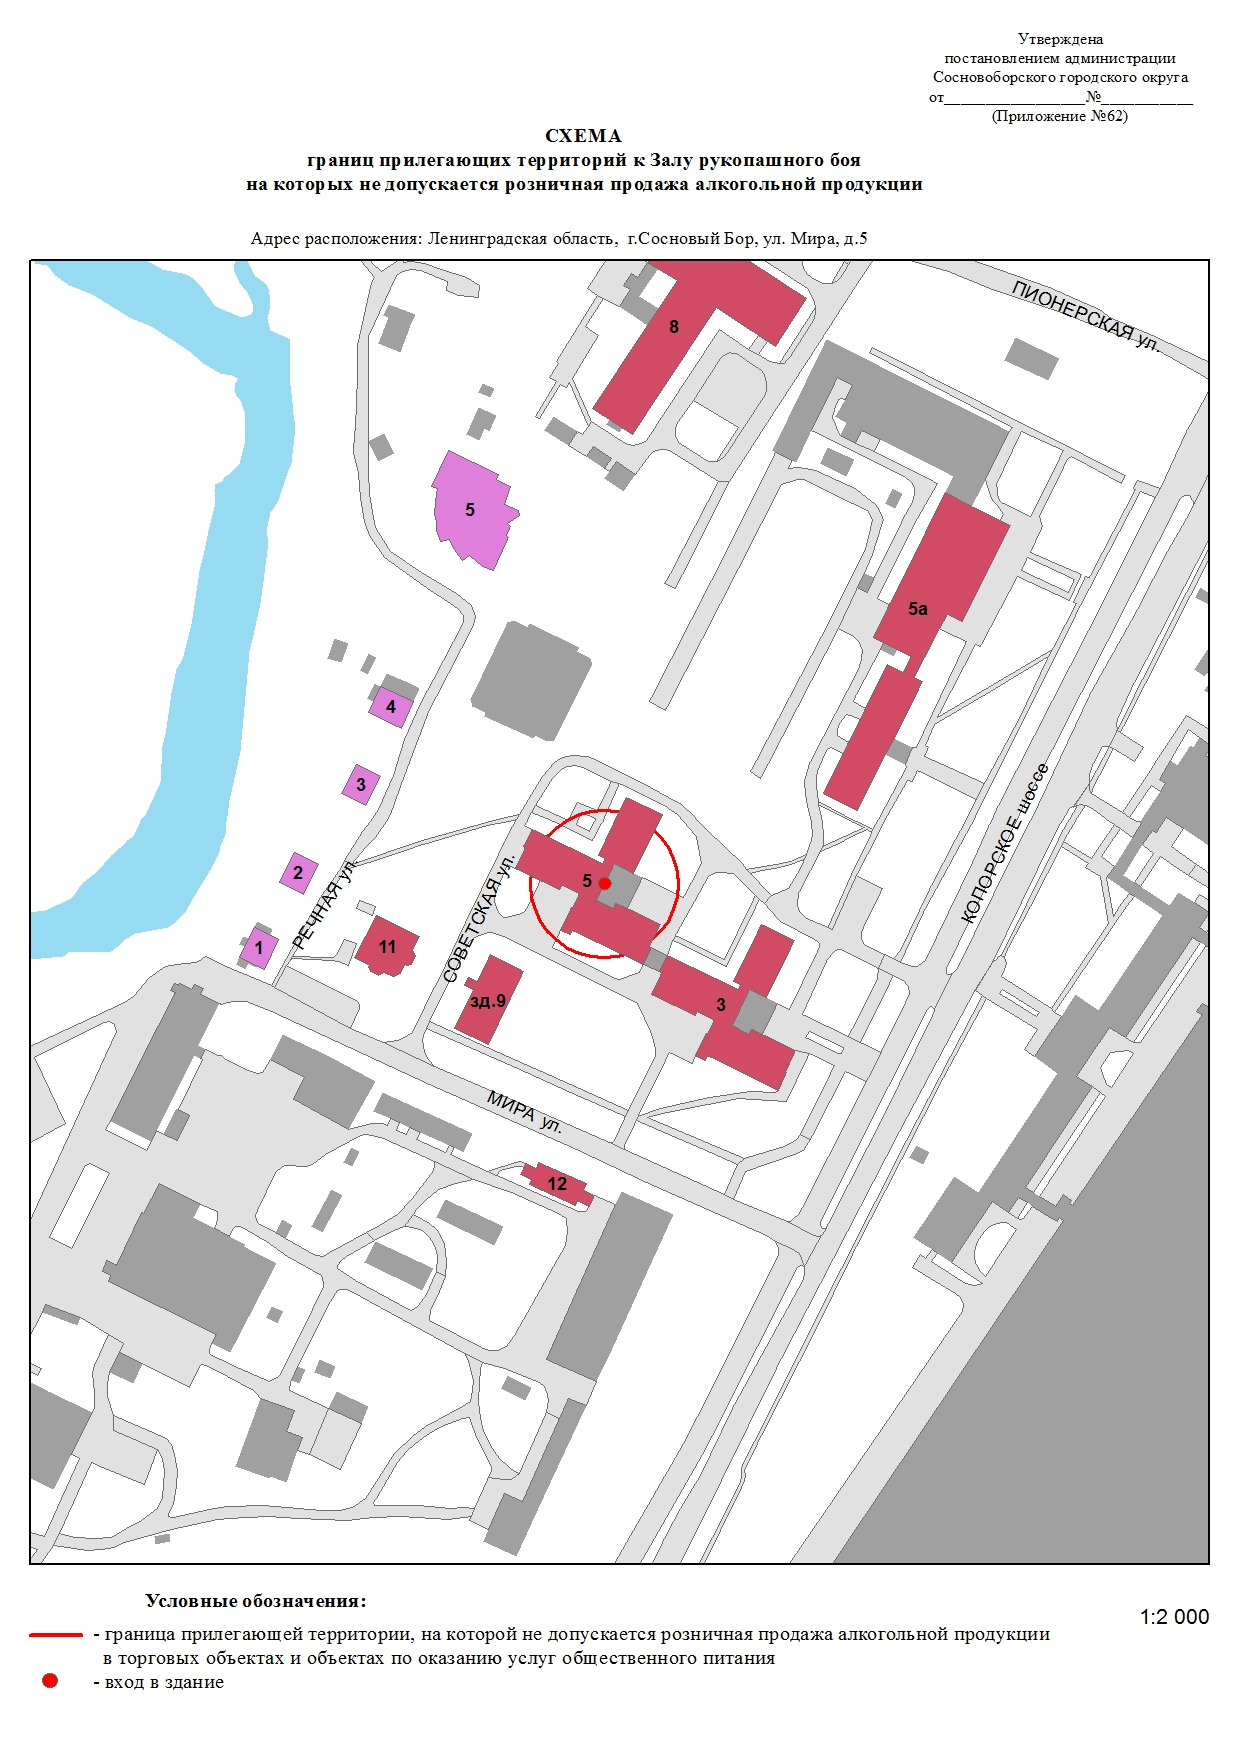 Утверждена
постановлением администрации
Сосновоборского городского округа
от_________________№___________
(Приложение №62)
СХЕМА
границ прилегающих территорий к Залу рукопашного боя
на которых не допускается розничная продажа алкогольной продукции
Адрес расположения: Ленинградская область, г.Сосновый Бор, ул. Мира, д.5
ПИОНЕРСКАЯ ул.
8
5
5а
4
3
КОПОРСКОЕ шоссе
2
РЕЧНАЯ ул.
СОВЕТСКАЯ ул.
5
1
11
зд.9
3
МИРА ул.
12
Условные обозначения:
1:2 000
- граница прилегающей территории, на которой не допускается розничная продажа алкогольной продукции
в торговых объектах и объектах по оказанию услуг общественного питания
- вход в здание